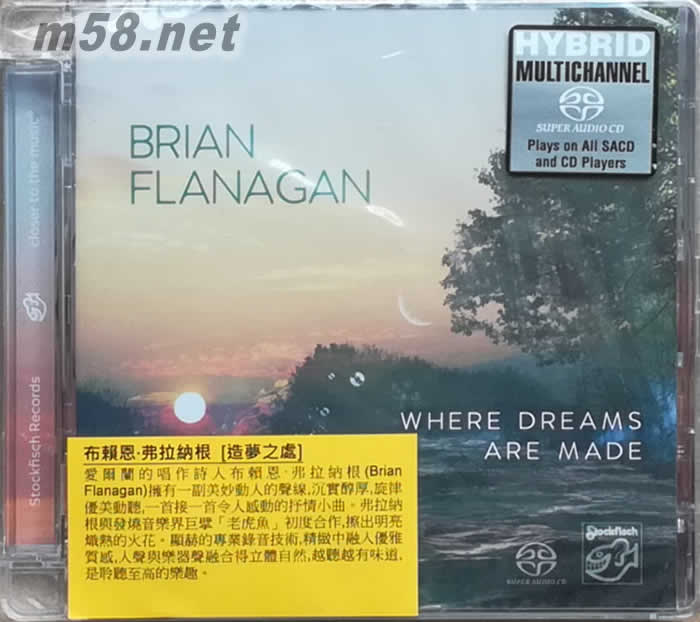 m58.net
HYBRID
MULTICHANNEL
SUPER AUDIO CD
Plays on All SACD
and CD Players
BRIAN
FLANAGAN
closer to the music
Stockfisch Records
WHERE DREAMS
ARE MADE
布賴恩·弗拉納根 [造夢之處]
愛爾蘭的唱作詩人布賴恩·弗拉納根(Brian
Flanagan)擁有一副美妙動人的聲線,沉實醇厚,旋律
優美動聽,一首接一首令人感動的抒情小曲。弗拉納
根與發燒音樂界巨擘「老虎魚」初度合作,擦出明亮
熾熱的火花。顯赫的專業錄音技術,精緻中融入優雅
質感,人聲與樂器聲融合得立體自然,越聽越有味道,
是聆聽至高的樂趣。
SUPER AUDIO CD
Stockfisch